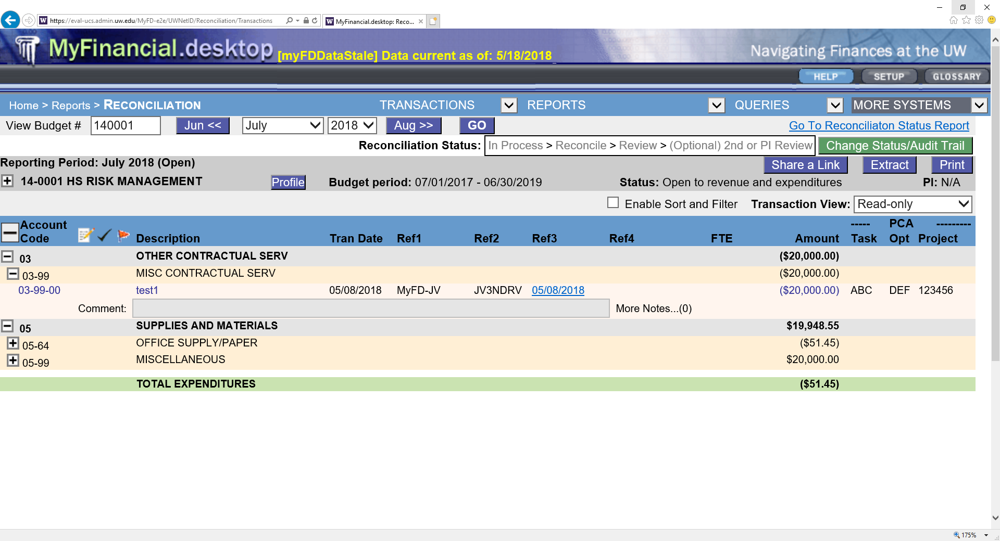 https://eval-ucs.admin.uw.edu/MyFD-e2e/UWNetID/Reconciliation/Transactions
MyFinancial.desktop: Reco...
MyFinancial.desktop [myFDDataStale] Data current as of: 5/18/2018
Navigating Finances at the UW
HELP SETUP GLOSSARY
Home > Reports > RECONCILIATION TRANSACTIONS REPORTS QUERIES MORE SYSTEMS
View Budget # 140001 Jun << July 2018 Aug >> GO Go To Reconciliaton Status Report
Reconciliation Status: In Process > Reconcile > Review > (Optional) 2nd or PI Review Change Status/Audit Trail
Reporting Period: July 2018 (Open) Share a Link Extract Print
14-0001 HS RISK MANAGEMENT Profile Budget period: 07/01/2017 - 06/30/2019 Status: Open to revenue and expenditures PI: N/A
Enable Sort and Filter Transaction View: Read-only
Account ----- PCA ---------
Code Description Tran Date Ref1 Ref2 Ref3 Ref4 FTE Amount Task Opt Project
03 OTHER CONTRACTUAL SERV ($20,000.00)
03-99 MISC CONTRACTUAL SERV ($20,000.00)
03-99-00 test1 05/08/2018 MyFD-JV JV3NDRV 05/08/2018 ($20,000.00) ABC DEF 123456
Comment: More Notes...(0)
05 SUPPLIES AND MATERIALS $19,948.55
05-64 OFFICE SUPPLY/PAPER ($51.45)
05-99 MISCELLANEOUS $20,000.00
TOTAL EXPENDITURES ($51.45)
175%